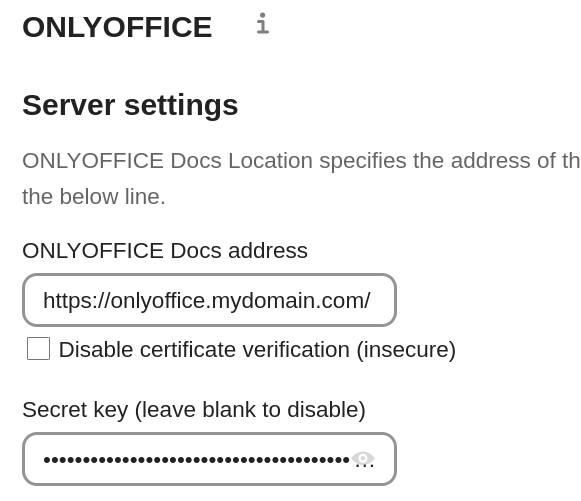 ONLYOFFICE
Server settings
ONLYOFFICE Docs Location specifies the address of th
the below line.
ONLYOFFICE Docs address
https://onlyoffice.mydomain.com/
Disable certificate verification (insecure)
Secret key (leave blank to disable)
•••••••••••••••••••••••••••••••••••••••…